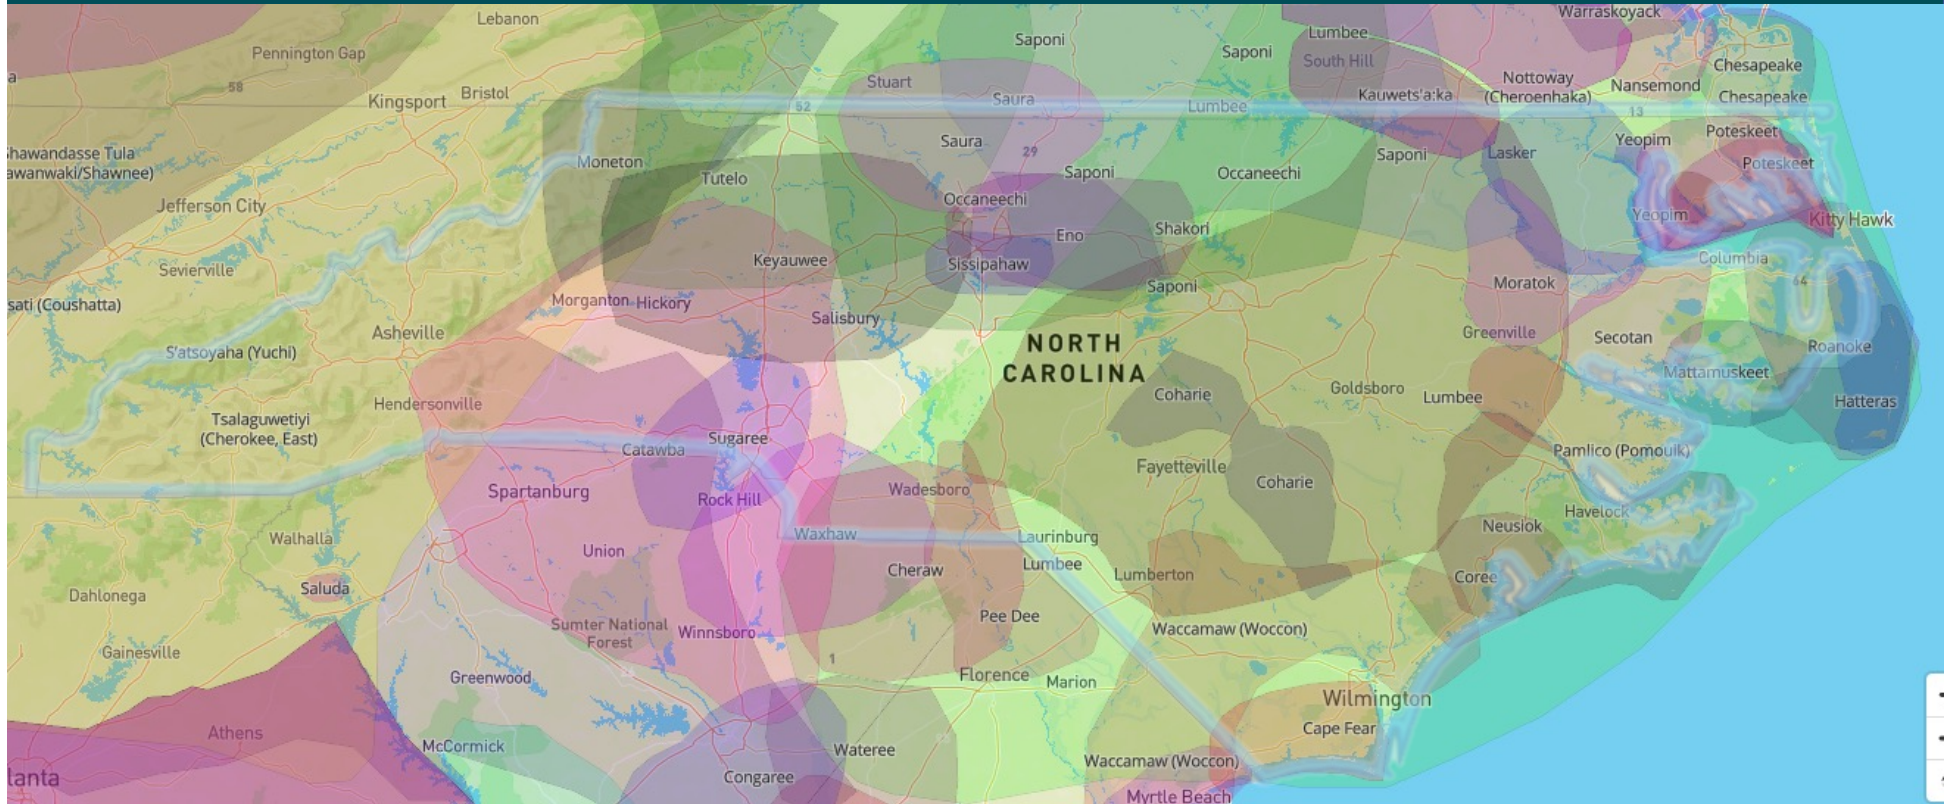 Warraskoyack
Lebanon
Lumbee
Saponi
Saponi
Pennington Gap
South Hill
Chesapeake
a
Stuart
Nottoway
(Cheroenhaka)
Nansemond
58
Kingsport
Bristol
Saura
Kauwets'a:ka
Chesapeake
52
Lumbee
13
Poteskeet
Saura
Yeopim
29
Shawandasse Tula
awanwaki/Shawnee)
Moneton
Saponi
Lasker
Poteskeet
Tutelo
Saponi
Occaneechi
Jefferson City
Occaneechi
Yeopim
Kitty Hawk
Shakori
Eno
Keyauwee
Sissipahaw
Columbia
Sevierville
64
Moratok
Saponi
sati (Coushatta)
Morganton
Hickory
Salisbury
Asheville
Greenville
Secotan
NORTH
CAROLINA
Roanoke
S'atsoyaha (Yuchi)
Mattamuskeet
Goldsboro
Coharie
Lumbee
Hatteras
Hendersonville
Tsalaguwetiyi
(Cherokee, East)
Sugaree
Catawba
Pamlico (Pomouik)
Fayetteville
Coharie
Spartanburg
Wadesboro
Rock Hill
Havelock
Neusiok
Walhalla
Waxhaw
Laurinburg
Union
Lumbee
Cheraw
Lumberton
Coree
Saluda
Dahlonega
Pee Dee
Sumter National
Forest
Winnsboro
Waccamaw (Woccon)
Gainesville
1
Florence
Marion
Greenwood
Wilmington
Cape Fear
Athens
McCormick
Wateree
Waccamaw (Woccon)
lanta
Congaree
Myrtle Beach